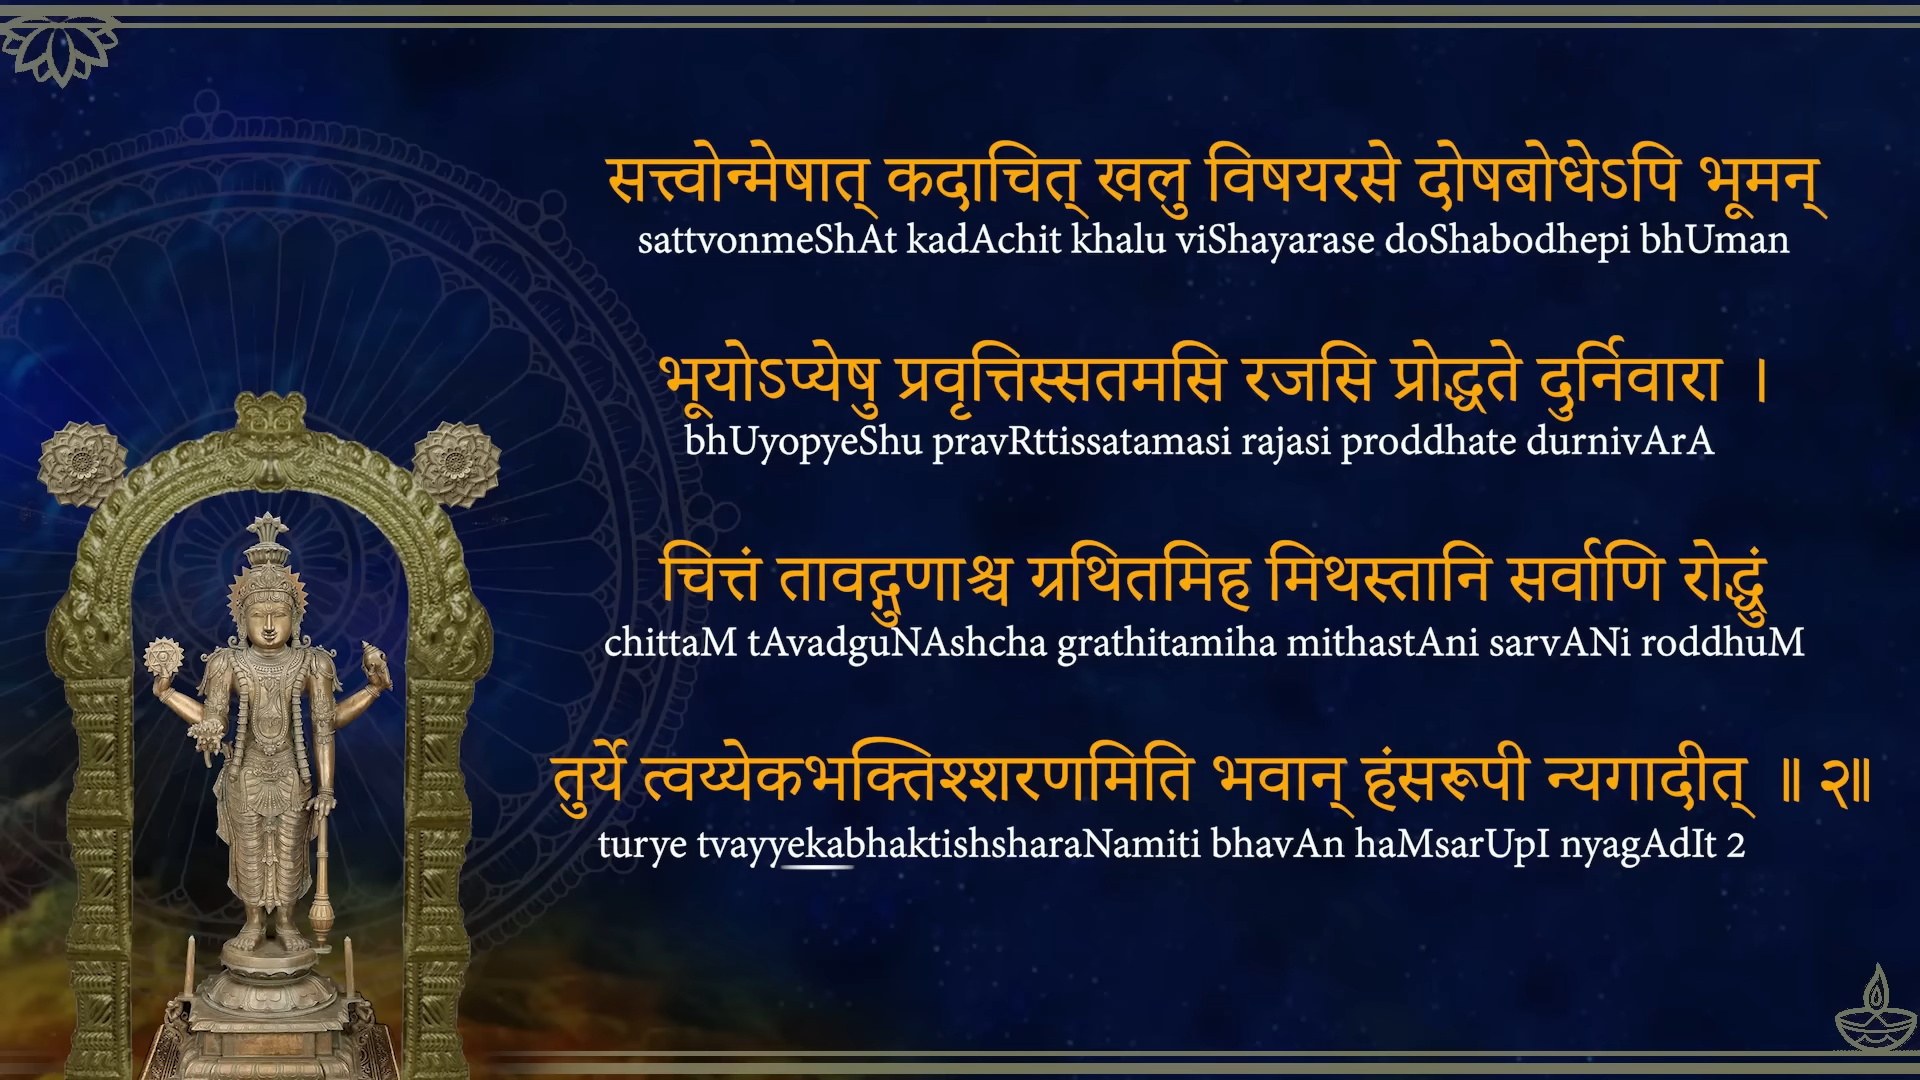 सत्त्वोन्मेषात् कदाचित् खलु विषयरसे दोषबोधेऽपि भूमन्
sattvonmeShAt kadAchit khalu viShayarase doShabodhepi bhUman
भूयोऽप्येषु प्रवृत्तिस्सतमसि रजसि प्रोद्धते दुर्निवारा ।
bhUyopyeShu pravRttissatamasi rajasi proddhate durnivArA
चित्तं तावद्गुणाश्च ग्रथितमिह मिथस्तानि सर्वाणि रोद्धुं
chittaM tAvadguNAshcha grathitamiha mithastAni sarvANi roddhuM
तुर्ये त्वय्येकभक्तिश्शरणमिति भवान् हंसरूपी न्यगादीत् ॥ २॥
turye tvayyekabhaktishsharaNamiti bhavAn haMsarUpI nyagAdIt 2